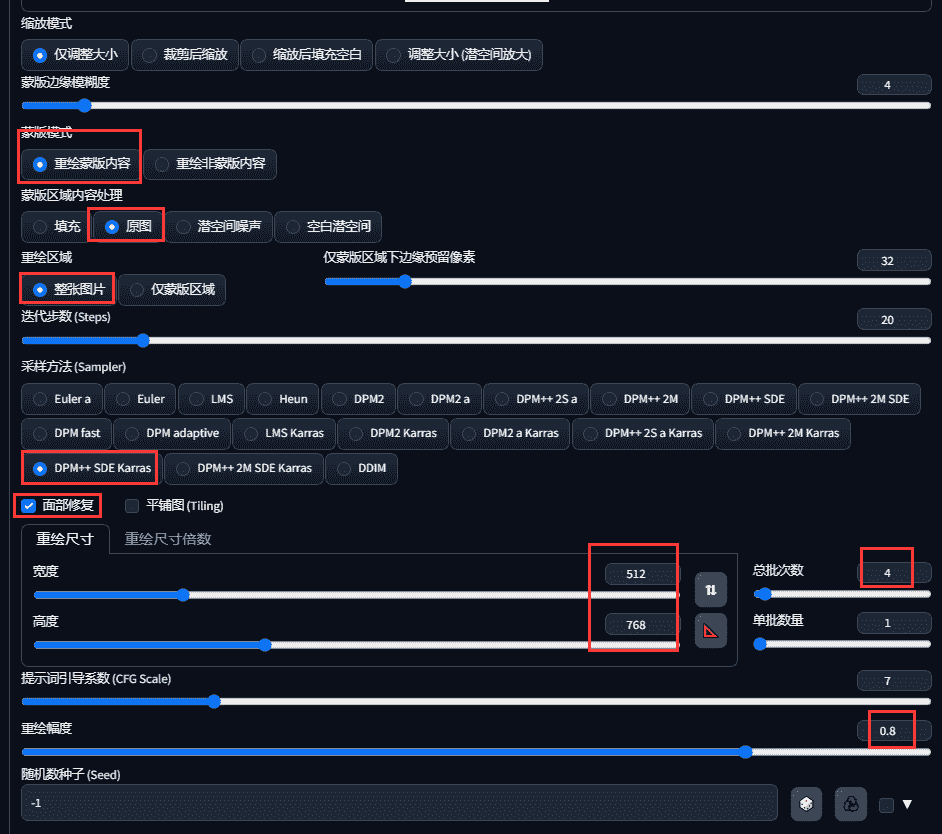 缩放模式
仅调整大小 裁剪后缩放 缩放后填充空白 调整大小 (潜空间放大)
蒙版边缘模糊度 4
蒙版模式
重绘蒙版内容 重绘非蒙版内容
蒙版区域内容处理
填充 原图 潜空间噪声 空白潜空间
重绘区域 仅蒙版区域下边缘预留像素 32
整张图片 仅蒙版区域
迭代步数 (Steps) 20
采样方法 (Sampler)
Euler a Euler LMS Heun DPM2 DPM2 a DPM++ 2S a DPM++ 2M DPM++ SDE DPM++ 2M SDE
DPM fast DPM adaptive LMS Karras DPM2 Karras DPM2 a Karras DPM++ 2S a Karras DPM++ 2M Karras
DPM++ SDE Karras DPM++ 2M SDE Karras DDIM
面部修复 平铺图 (Tiling)
重绘尺寸 重绘尺寸倍数
宽度 512 总批次数 4
高度 768 单批数量 1
提示词引导系数 (CFG Scale) 7
重绘幅度 0.8
随机数种子 (Seed)
-1